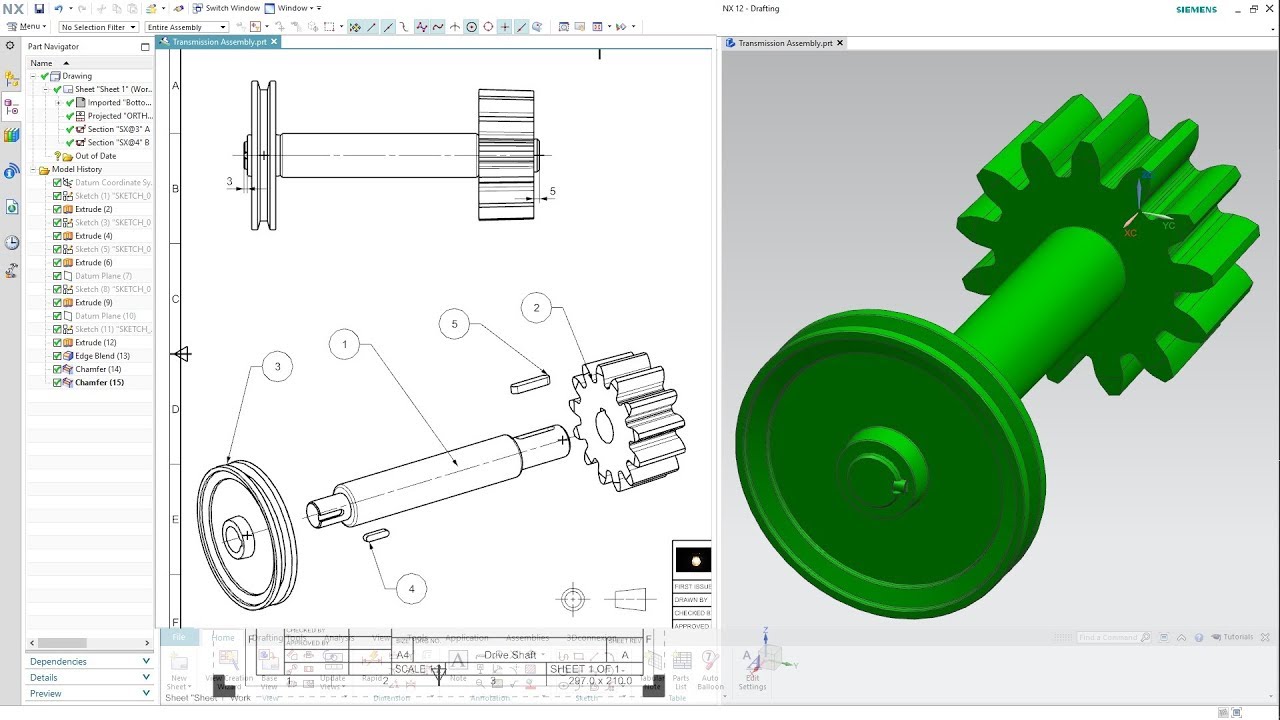 NX
Switch Window
Window
NX 12 - Drafting
SIEMENS
Menu
No Selection Filter
Entire Assembly
Part Navigator
Transmission Assembly.prt
Transmission Assembly.prt
Name
Drawing
Sheet "Sheet 1" (Wor...
Imported "Botto...
Projected "ORTH...
Section "SX@3" A
Section "SX@4" B
Out of Date
Model History
Datum Coordinate Sy...
Sketch (1) "SKETCH_0
Extrude (2)
Sketch (3) "SKETCH_0
Extrude (4)
Sketch (5) "SKETCH_0
Extrude (6)
Datum Plane (7)
Sketch (8) "SKETCH_0
Extrude (9)
Datum Plane (10)
Sketch (11) "SKETCH_...
Extrude (12)
Edge Blend (13)
Chamfer (14)
Chamfer (15)
Dependencies
Details
Preview
A
B
C
D
E
F
3
5
1
2
3
4
5
XC
YC
FIRST ISSUE
DRAWN BY
CHECKED B
APPROVED
File
Home
Drafting Tools
Analysis
View
Application
Assemblies
3Dconnex
Find a Command
Tutorials
CHECKED BY
APPROVED BY
SHEET REV
F
F
A4
Drive Shaft
A
SCALE
SHEET 1 OF 1
1
2
3
297.0 x 210.0
New
Sheet
View Creation
Wizard
Base
View
Update
Views
Rapid
Note
Tabular
Note
Parts
List
Auto
Balloon
Edit
Settings
Dimension
Annotation
Sketch
Table
Sheet "Sheet 1" Work
Z
Y